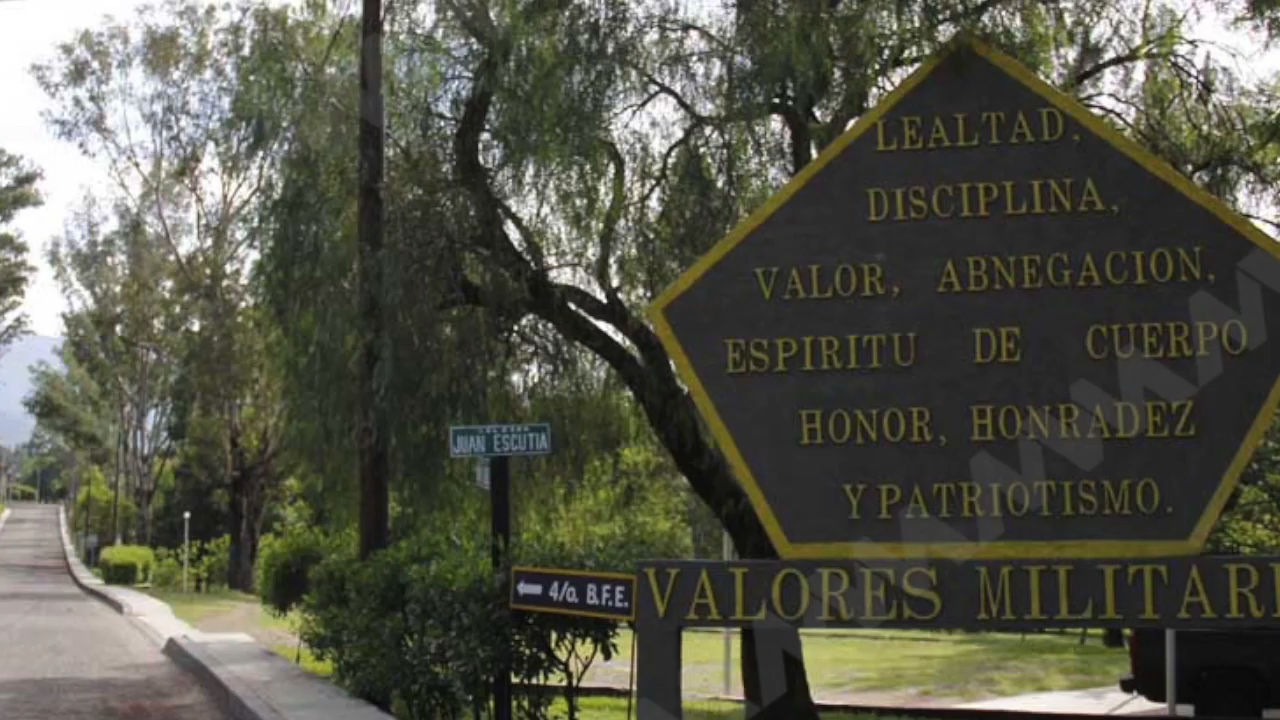 LEALTAD,
DISCIPLINA,
VALOR, ABNEGACION,
ESPIRITU DE CUERPO
HONOR, HONRADEZ
Y PATRIOTISMO.
VALORES MILITARE
JUAN ESCUTIA
4/a. B.F.E.